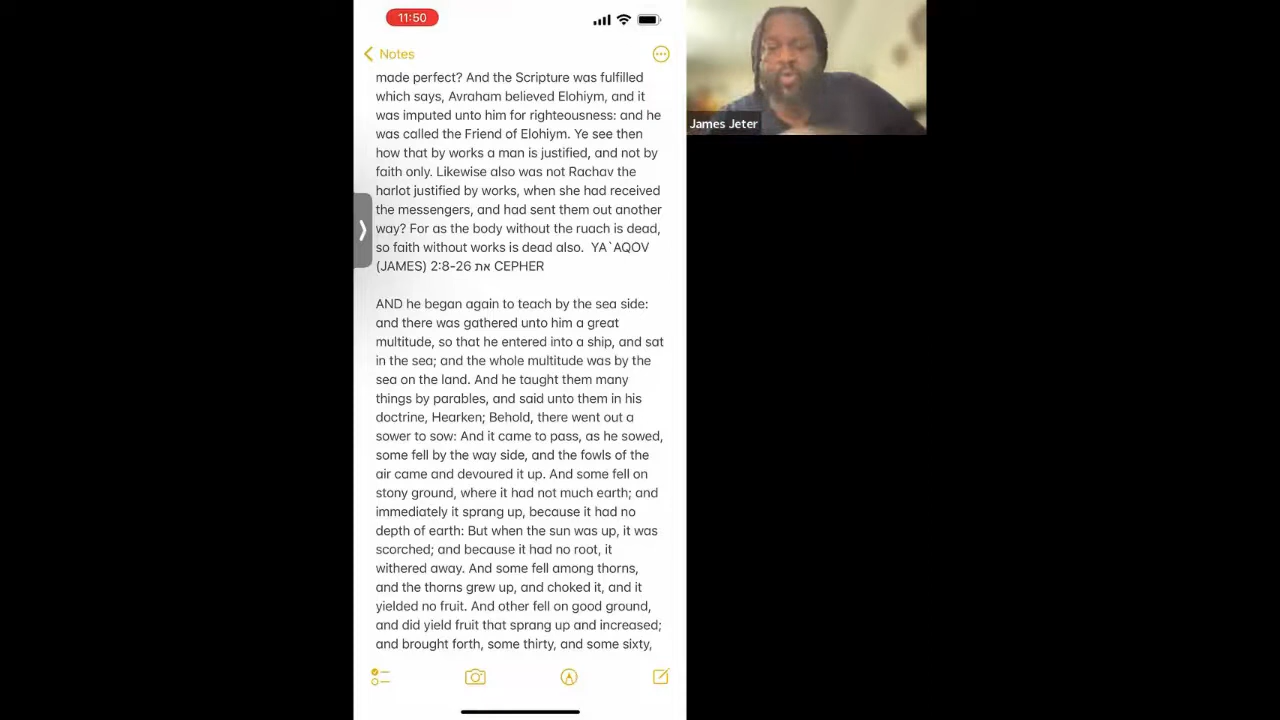 11:50
Notes
made perfect? And the Scripture was fulfilled
which says, Avraham believed Elohiym, and it
was imputed unto him for righteousness: and he
was called the Friend of Elohiym. Ye see then
how that by works a man is justified, and not by
faith only. Likewise also was not Rachav the
harlot justified by works, when she had received
the messengers, and had sent them out another
way? For as the body without the ruach is dead,
so faith without works is dead also.  YA`AQOV
(JAMES) 2:8-26 את CEPHER
AND he began again to teach by the sea side:
and there was gathered unto him a great
multitude, so that he entered into a ship, and sat
in the sea; and the whole multitude was by the
sea on the land. And he taught them many
things by parables, and said unto them in his
doctrine, Hearken; Behold, there went out a
sower to sow: And it came to pass, as he sowed,
some fell by the way side, and the fowls of the
air came and devoured it up. And some fell on
stony ground, where it had not much earth; and
immediately it sprang up, because it had no
depth of earth: But when the sun was up, it was
scorched; and because it had no root, it
withered away. And some fell among thorns,
and the thorns grew up, and choked it, and it
yielded no fruit. And other fell on good ground,
and did yield fruit that sprang up and increased;
and brought forth, some thirty, and some sixty,
James Jeter